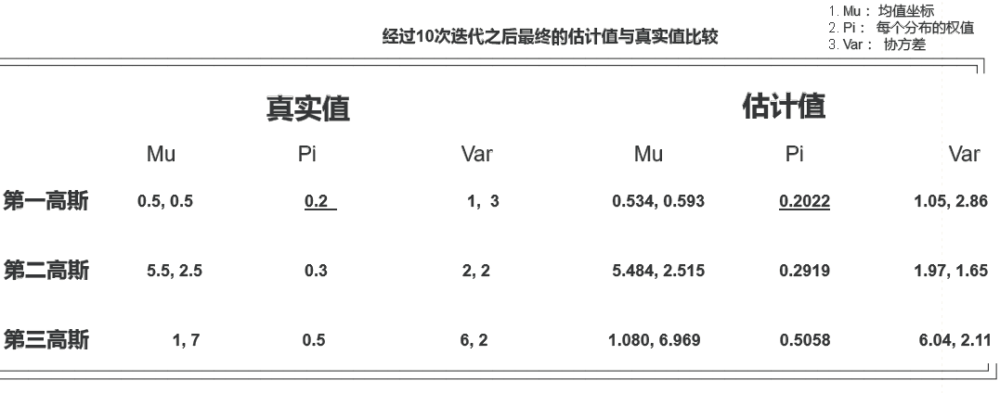 1. Mu： 均值坐标
2. Pi： 每个分布的权值
3. Var： 协方差
经过10次迭代之后最终的估计值与真实值比较
真实值 估计值
Mu Pi Var Mu Pi Var
第一高斯 0.5, 0.5 0.2 1, 3 0.534, 0.593 0.2022 1.05, 2.86
第二高斯 5.5, 2.5 0.3 2, 2 5.484, 2.515 0.2919 1.97, 1.65
第三高斯 1, 7 0.5 6, 2 1.080, 6.969 0.5058 6.04, 2.11